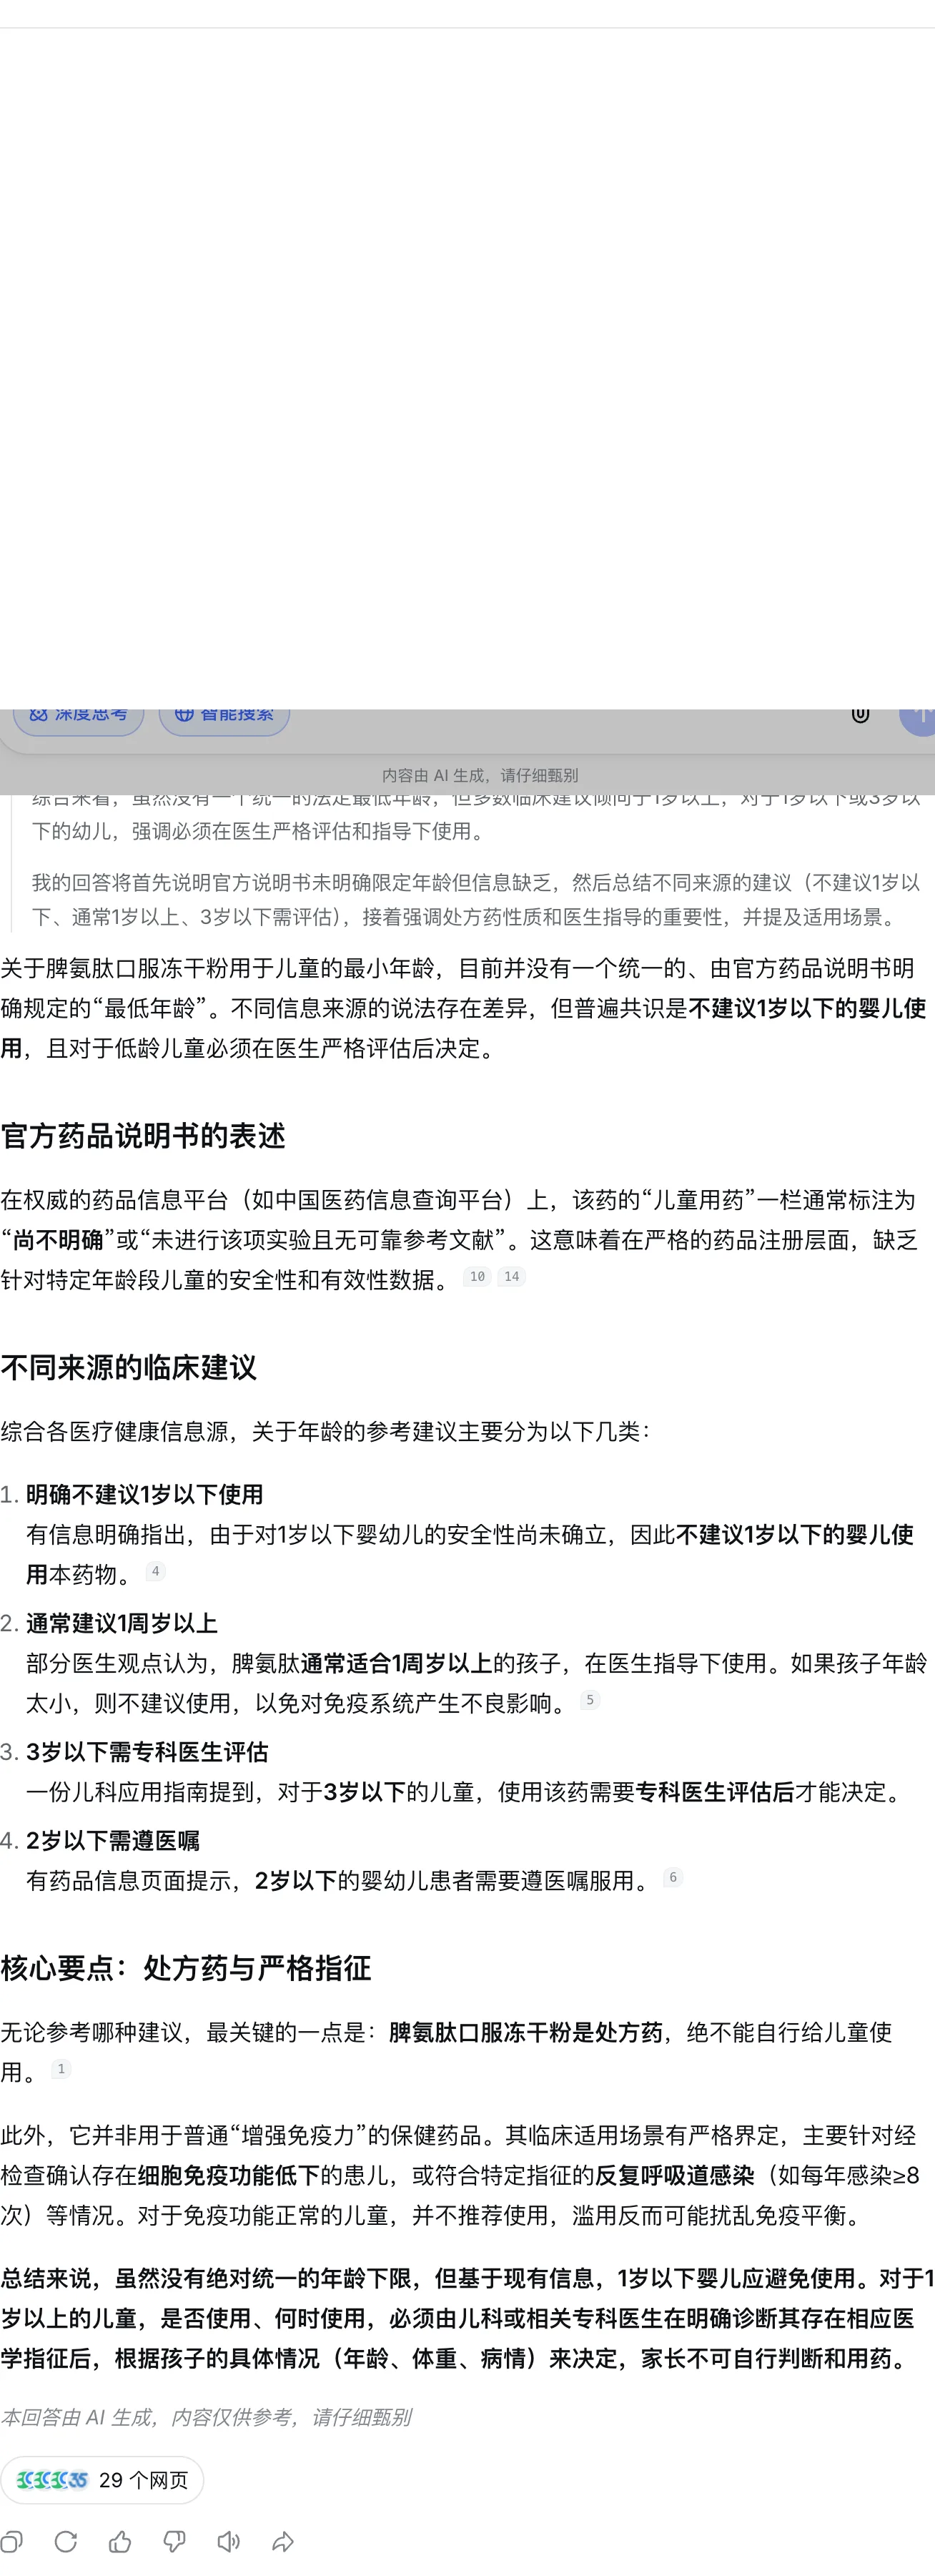 深度思考 智能搜索
内容由 AI 生成，请仔细甄别
综合来看，虽然没有一个统一的法定最低年龄，但多数临床建议倾向于1岁以上，对于1岁以下或3岁以
下的幼儿，强调必须在医生严格评估和指导下使用。
我的回答将首先说明官方说明书未明确限定年龄但信息缺乏，然后总结不同来源的建议（不建议1岁以
下、通常1岁以上、3岁以下需评估），接着强调处方药性质和医生指导的重要性，并提及适用场景。
关于脾氨肽口服冻干粉用于儿童的最小年龄，目前并没有一个统一的、由官方药品说明书明
确规定的“最低年龄”。不同信息来源的说法存在差异，但普遍共识是不建议1岁以下的婴儿使
用，且对于低龄儿童必须在医生严格评估后决定。
官方药品说明书的表述
在权威的药品信息平台（如中国医药信息查询平台）上，该药的“儿童用药”一栏通常标注为
“尚不明确”或“未进行该项实验且无可靠参考文献”。这意味着在严格的药品注册层面，缺乏
针对特定年龄段儿童的安全性和有效性数据。 10 14
不同来源的临床建议
综合各医疗健康信息源，关于年龄的参考建议主要分为以下几类：
1. 明确不建议1岁以下使用
有信息明确指出，由于对1岁以下婴幼儿的安全性尚未确立，因此不建议1岁以下的婴儿使
用本药物。 4
2. 通常建议1周岁以上
部分医生观点认为，脾氨肽通常适合1周岁以上的孩子，在医生指导下使用。如果孩子年龄
太小，则不建议使用，以免对免疫系统产生不良影响。 5
3. 3岁以下需专科医生评估
一份儿科应用指南提到，对于3岁以下的儿童，使用该药需要专科医生评估后才能决定。
4. 2岁以下需遵医嘱
有药品信息页面提示，2岁以下的婴幼儿患者需要遵医嘱服用。 6
核心要点：处方药与严格指征
无论参考哪种建议，最关键的一点是：脾氨肽口服冻干粉是处方药，绝不能自行给儿童使
用。 1
此外，它并非用于普通“增强免疫力”的保健药品。其临床适用场景有严格界定，主要针对经
检查确认存在细胞免疫功能低下的患儿，或符合特定指征的反复呼吸道感染（如每年感染≥8
次）等情况。对于免疫功能正常的儿童，并不推荐使用，滥用反而可能扰乱免疫平衡。
总结来说，虽然没有绝对统一的年龄下限，但基于现有信息，1岁以下婴儿应避免使用。对于1
岁以上的儿童，是否使用、何时使用，必须由儿科或相关专科医生在明确诊断其存在相应医
学指征后，根据孩子的具体情况（年龄、体重、病情）来决定，家长不可自行判断和用药。
本回答由 AI 生成，内容仅供参考，请仔细甄别
29 个网页